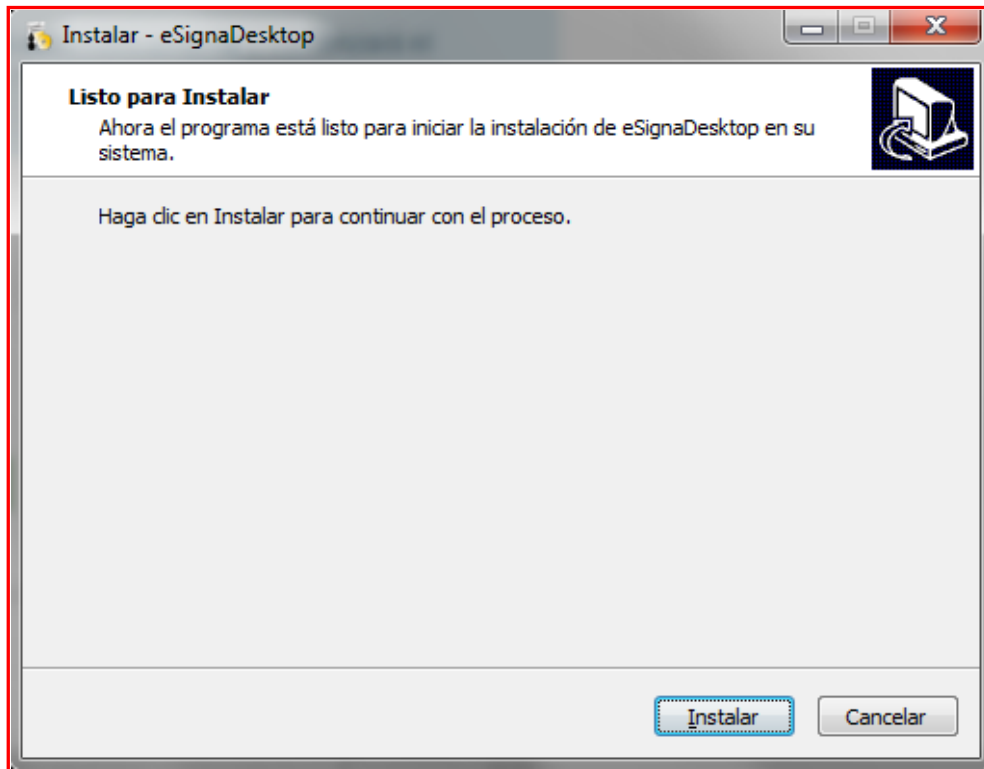 Instalar - eSignaDesktop
Listo para Instalar
Ahora el programa está listo para iniciar la instalación de eSignaDesktop en su
sistema.
Haga clic en Instalar para continuar con el proceso.
Instalar
Cancelar